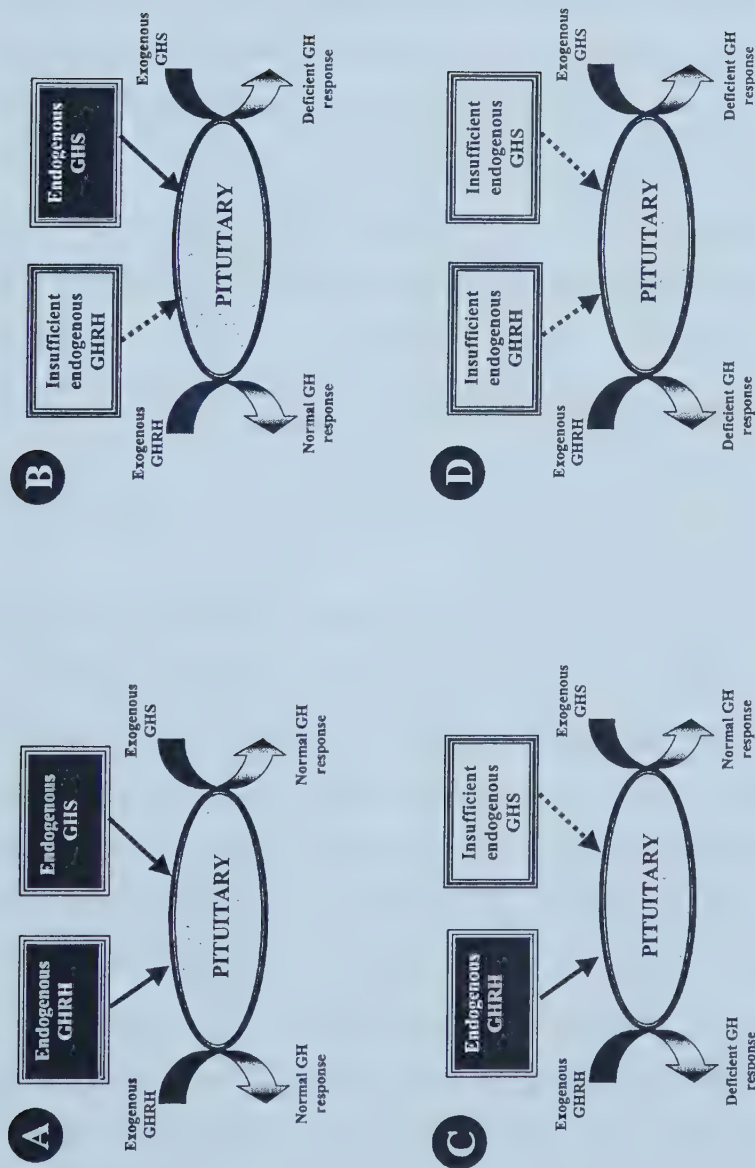 A
Endogenous
GHRH
Endogenous
GHS
Exogenous
GHRH
PITUITARY
Exogenous
GHS
Normal GH
response
Normal GH
response
B
Insufficient
endogenous
GHRH
Endogenous
GHS
Exogenous
GHRH
PITUITARY
Exogenous
GHS
Normal GH
response
Deficient GH
response
C
Endogenous
GHRH
Insufficient
endogenous
GHS
Exogenous
GHRH
PITUITARY
Exogenous
GHS
Deficient GH
response
Normal GH
response
D
Insufficient
endogenous
GHRH
Insufficient
endogenous
GHS
Exogenous
GHRH
PITUITARY
Exogenous
GHS
Deficient GH
response
Deficient GH
response